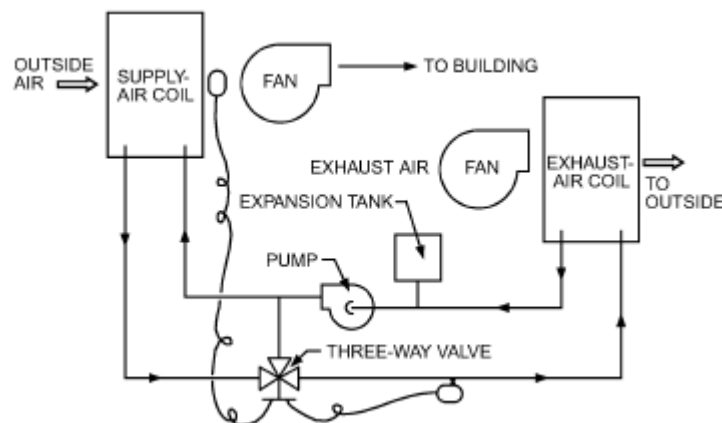 OUTSIDE
AIR
SUPPLY-
AIR COIL
FAN
TO BUILDING
EXHAUST AIR
FAN
EXHAUST-
AIR COIL
TO
OUTSIDE
EXPANSION TANK
PUMP
THREE-WAY VALVE